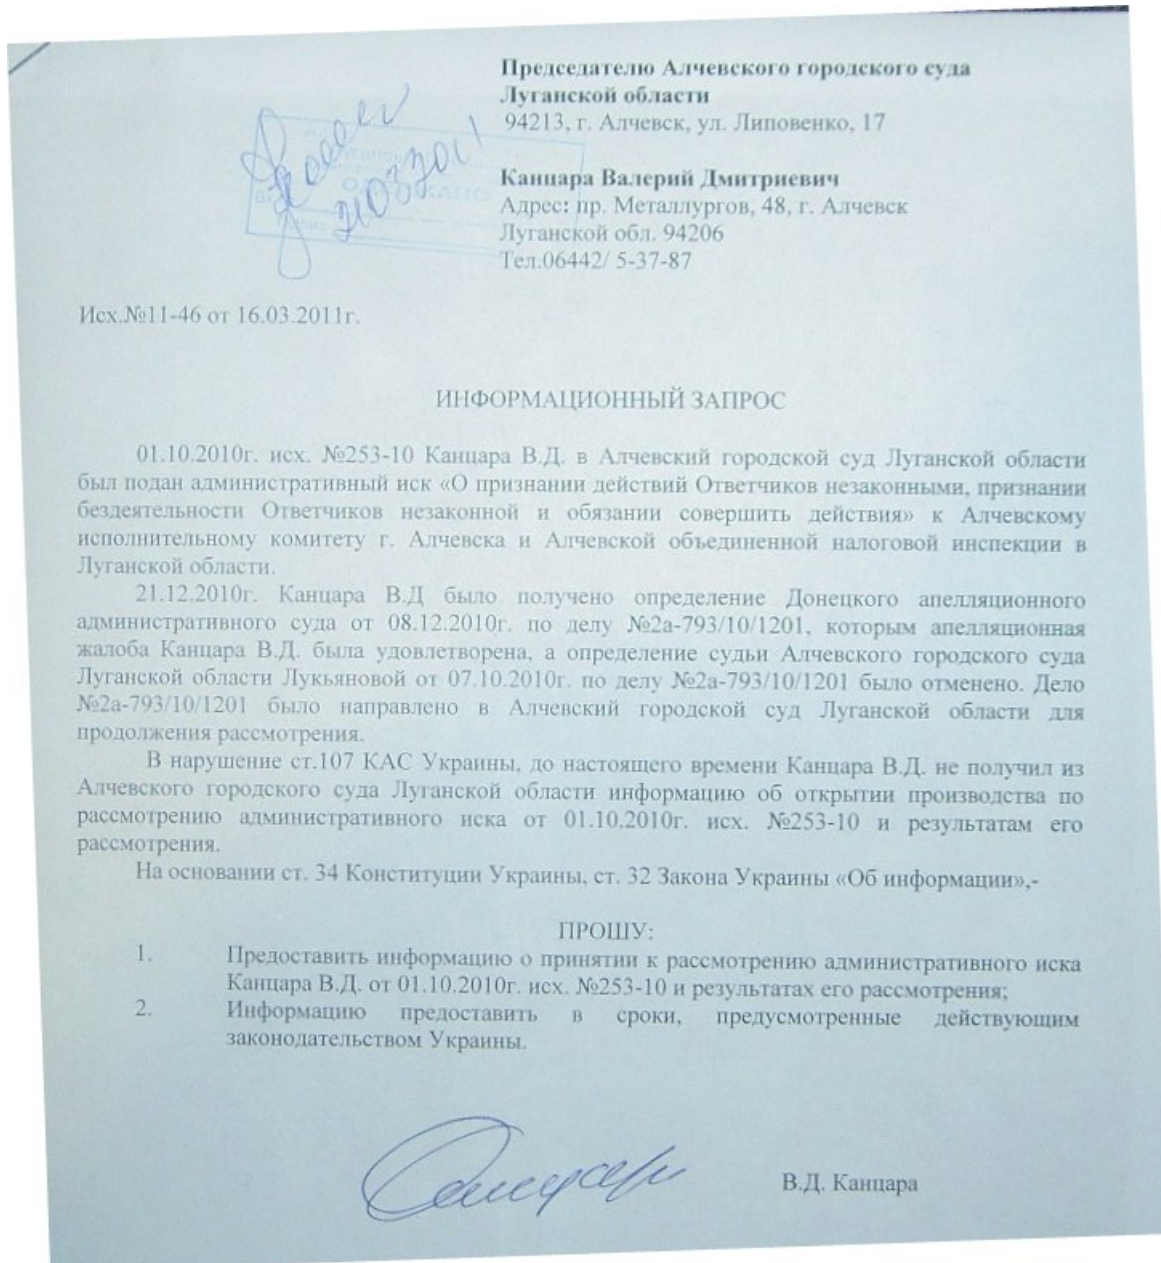 Председателю Алчевского городского суда
Луганской области
94213, г. Алчевск, ул. Липовенко, 17
Канцара Валерий Дмитриевич
Адрес: пр. Металлургов, 48, г. Алчевск
Луганской обл. 94206
Тел.06442/ 5-37-87
Исх.№11-46 от 16.03.2011г.
ИНФОРМАЦИОННЫЙ ЗАПРОС
01.10.2010г. исх. №253-10 Канцара В.Д. в Алчевский городской суд Луганской области
был подан административный иск «О признании действий Ответчиков незаконными, признании
бездеятельности Ответчиков незаконной и обязании совершить действия» к Алчевскому
исполнительному комитету г. Алчевска и Алчевской объединенной налоговой инспекции в
Луганской области.
21.12.2010г. Канцара В.Д было получено определение Донецкого апелляционного
административного суда от 08.12.2010г. по делу №2а-793/10/1201, которым апелляционная
жалоба Канцара В.Д. была удовлетворена, а определение судьи Алчевского городского суда
Луганской области Лукьяновой от 07.10.2010г. по делу №2а-793/10/1201 было отменено. Дело
№2а-793/10/1201 было направлено в Алчевский городской суд Луганской области для
продолжения рассмотрения.
В нарушение ст.107 КАС Украины, до настоящего времени Канцара В.Д. не получил из
Алчевского городского суда Луганской области информацию об открытии производства по
рассмотрению административного иска от 01.10.2010г. исх. №253-10 и результатам его
рассмотрения.
На основании ст. 34 Конституции Украины, ст. 32 Закона Украины «Об информации»,-
ПРОШУ:
1. Предоставить информацию о принятии к рассмотрению административного иска
Канцара В.Д. от 01.10.2010г. исх. №253-10 и результатах его рассмотрения;
2. Информацию предоставить в сроки, предусмотренные действующим
законодательством Украины.
В.Д. Канцара